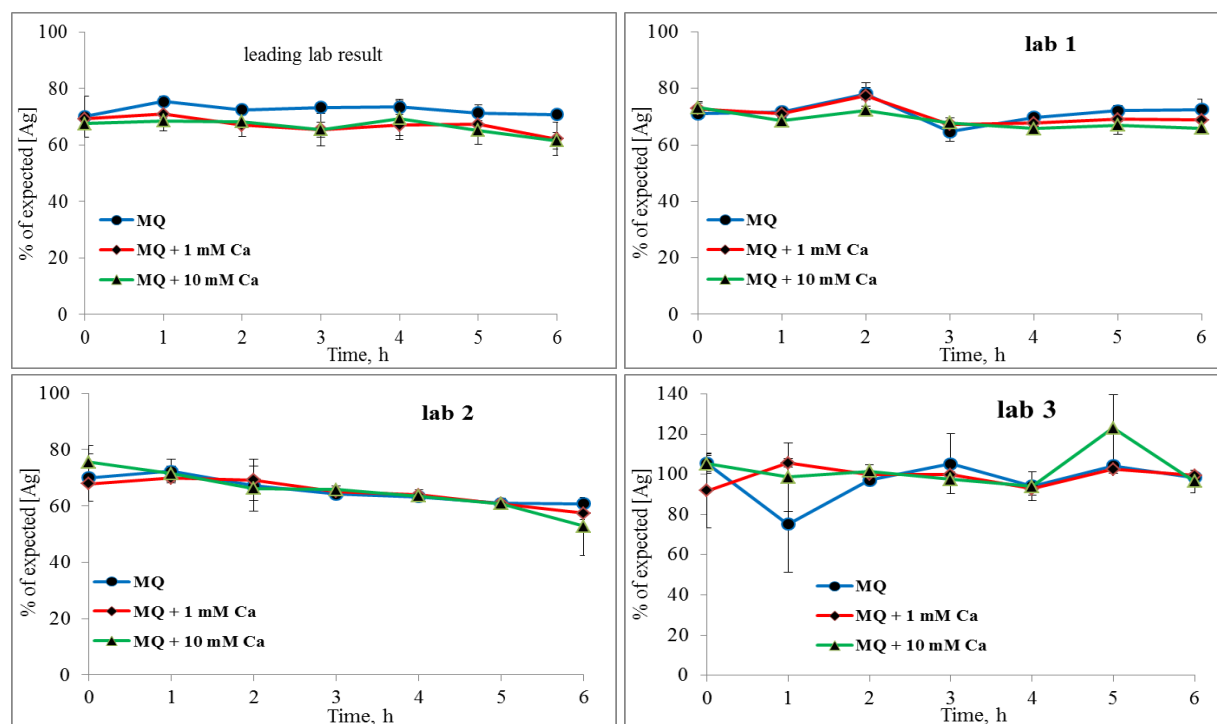 leading lab result
% of expected [Ag]
100
80
60
40
20
0
MQ
MQ + 1 mM Ca
MQ + 10 mM Ca
0 1 2 3 4 5 6
Time, h
lab 1
% of expected [Ag]
100
80
60
40
20
0
MQ
MQ + 1 mM Ca
MQ + 10 mM Ca
0 1 2 3 4 5 6
Time, h
lab 2
% of expected [Ag]
100
80
60
40
20
0
MQ
MQ + 1 mM Ca
MQ + 10 mM Ca
0 1 2 3 4 5 6
Time, h
lab 3
% of expected [Ag]
140
120
100
80
60
40
20
0
MQ
MQ + 1 mM Ca
MQ + 10 mM Ca
0 1 2 3 4 5 6
Time, h